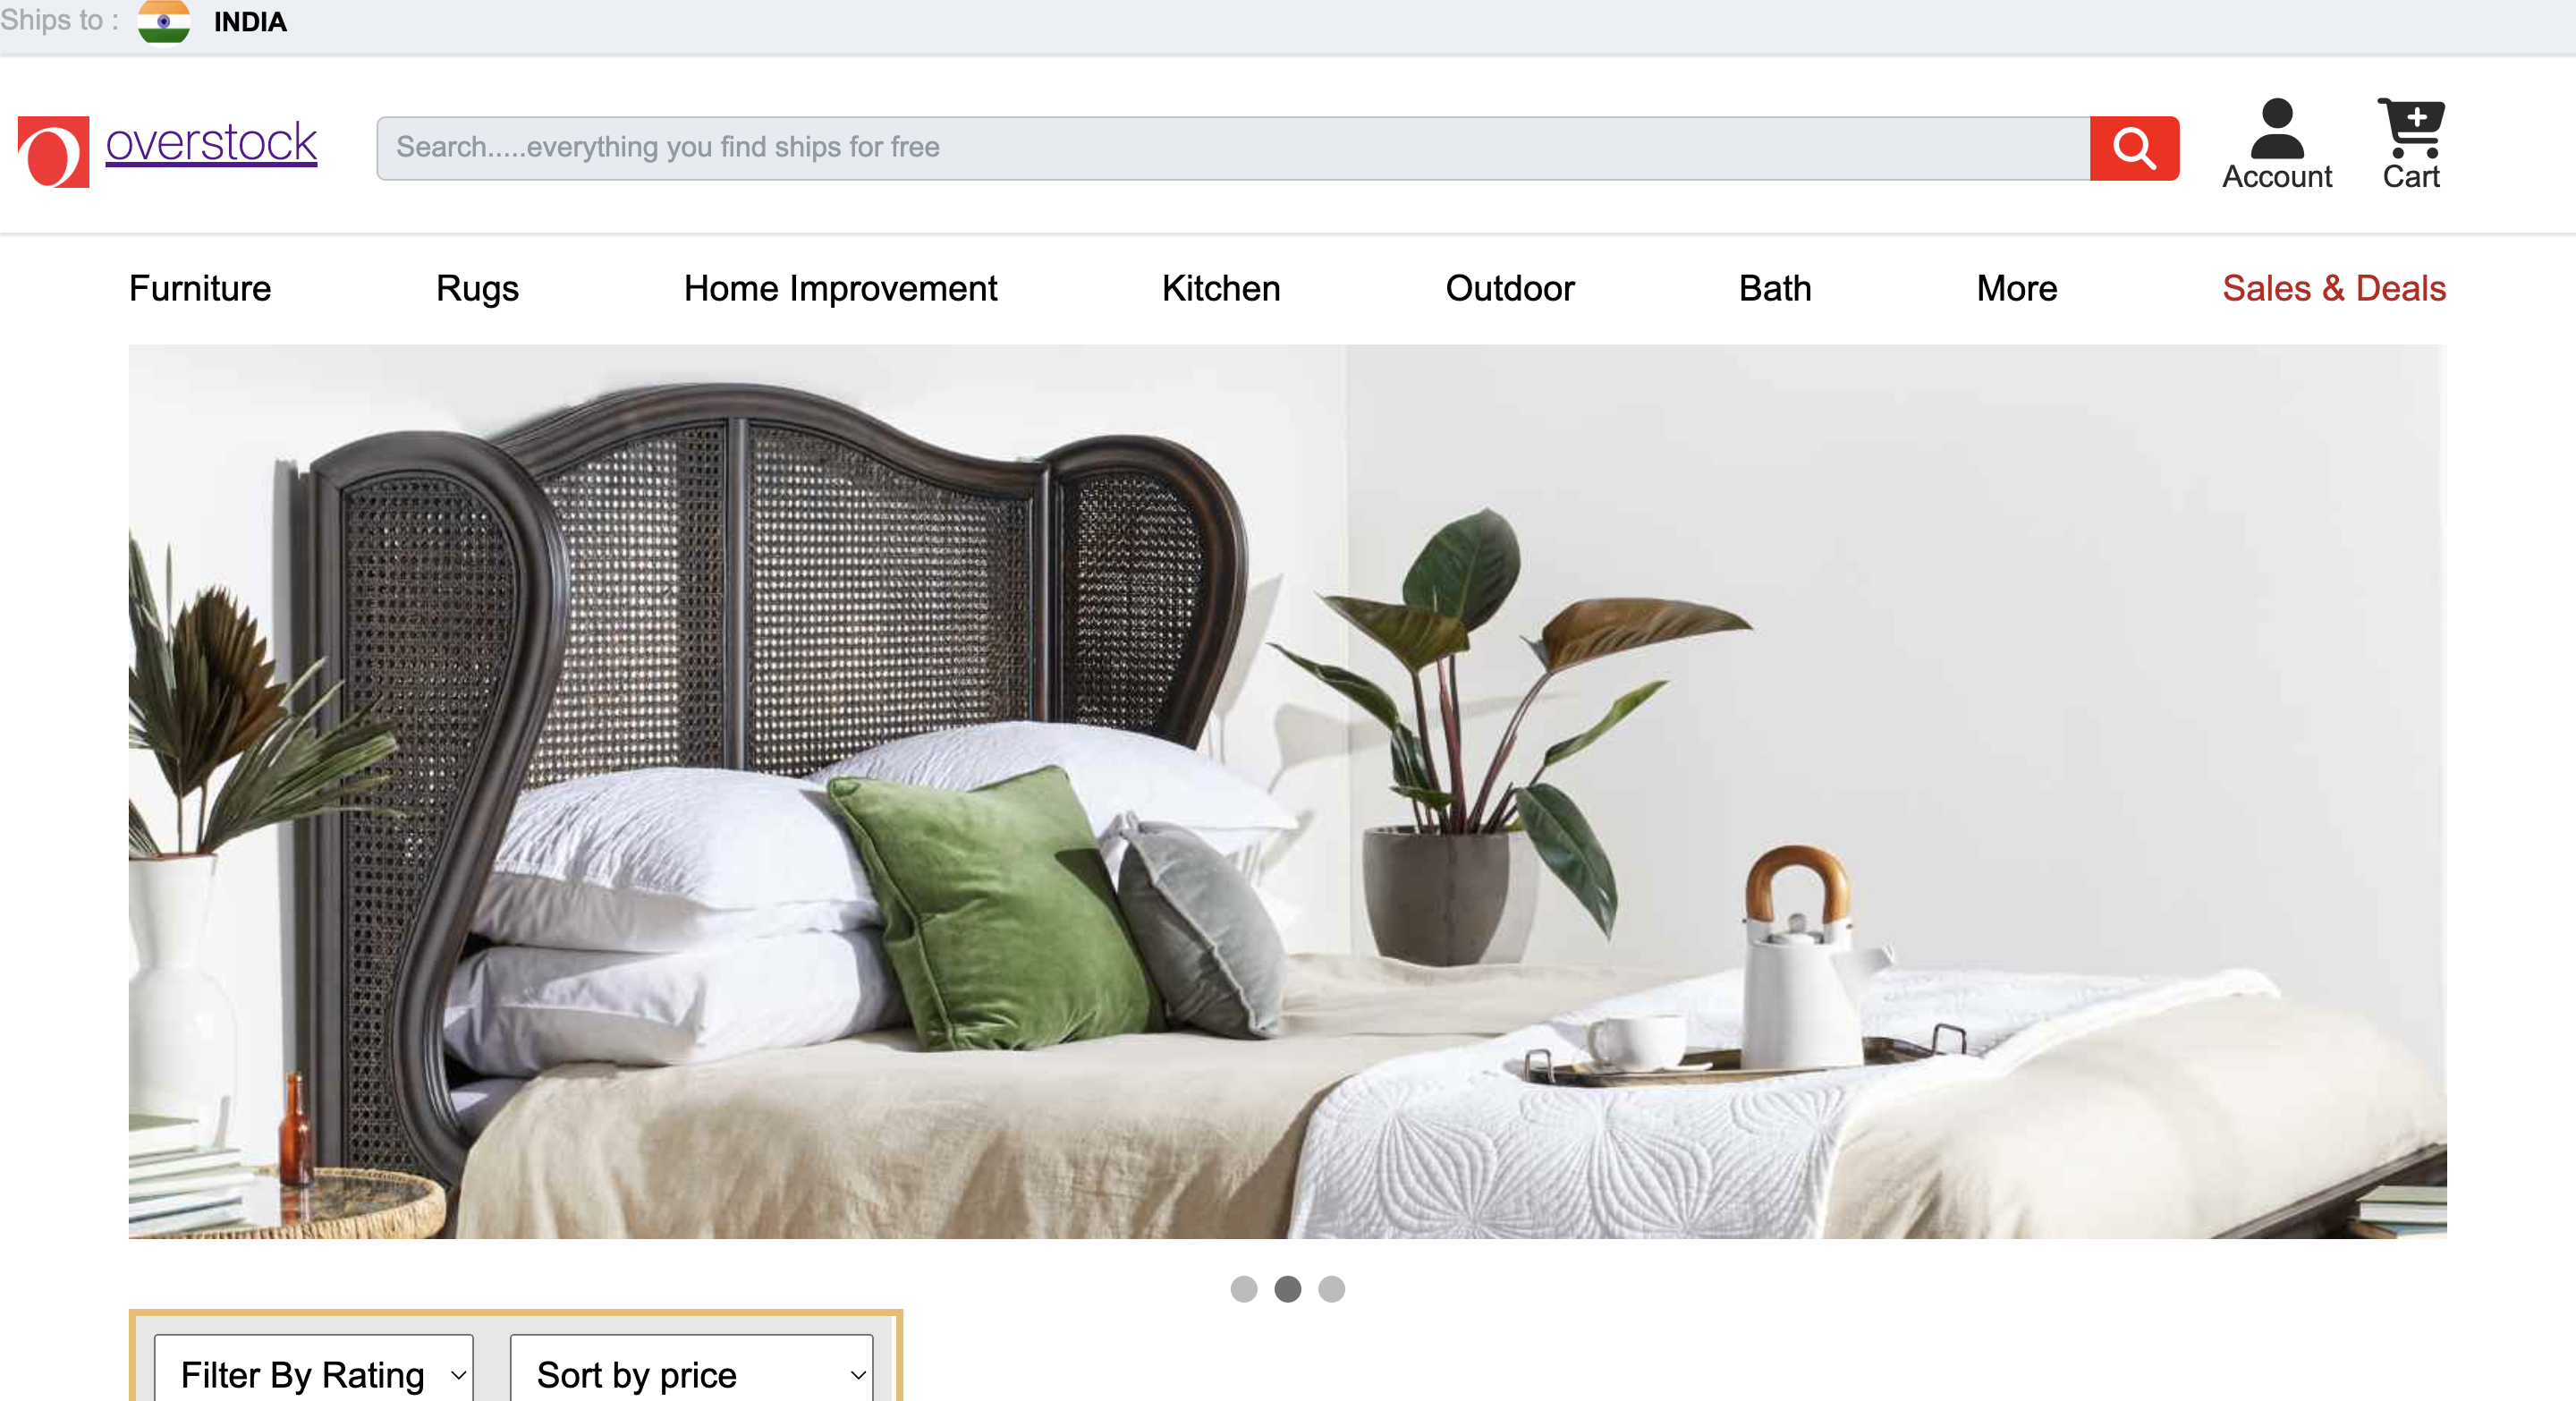 Ships to : INDIA
overstock
Search.....everything you find ships for free
Account
Cart
Furniture Rugs Home Improvement Kitchen Outdoor Bath More Sales & Deals
Filter By Rating Sort by price